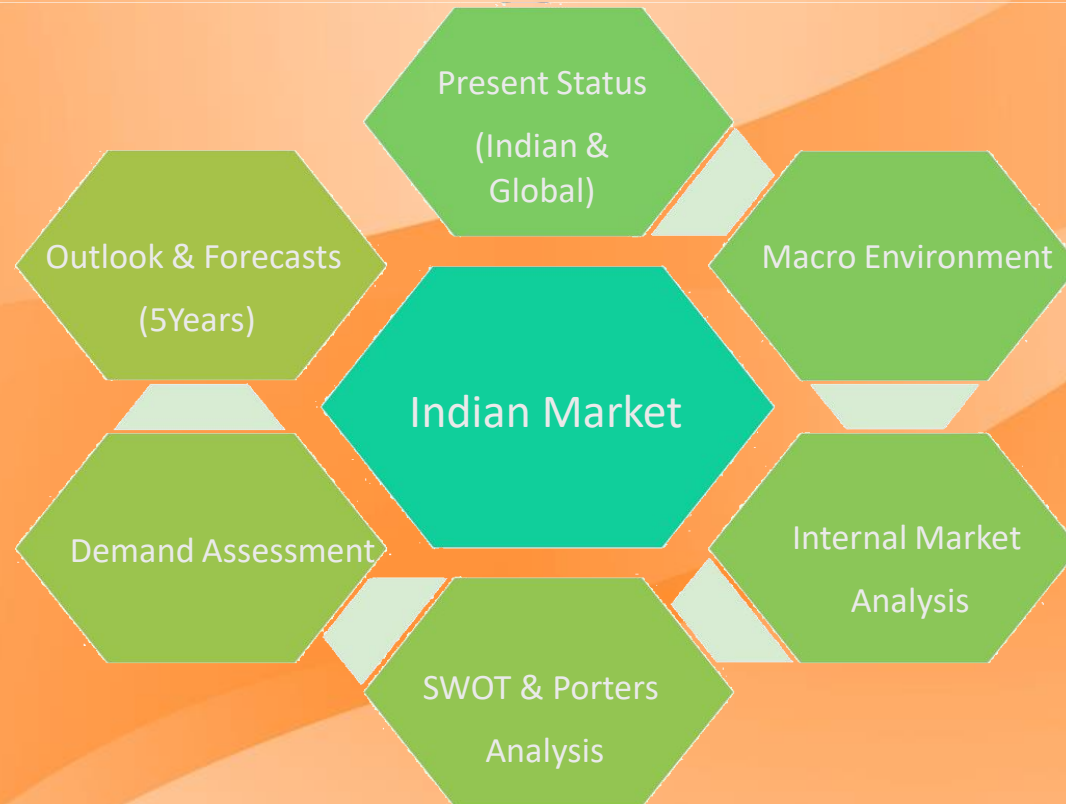 Present Status
(Indian &
Global)
Outlook & Forecasts
(5Years)
Macro Environment
Indian Market
Demand Assessment
Internal Market
Analysis
SWOT & Porters
Analysis